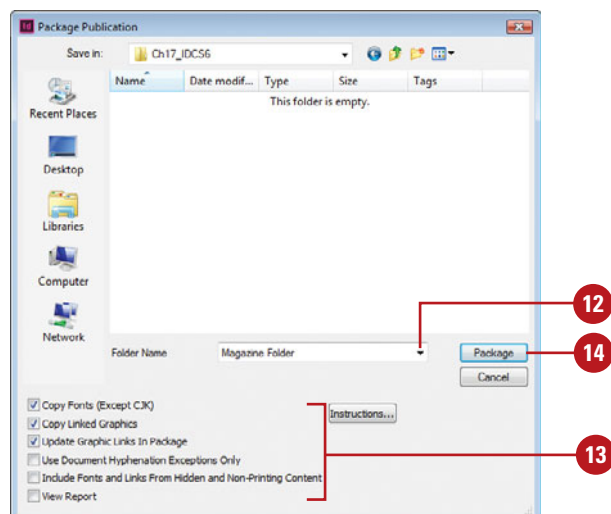 Id Package Publication
Save in: Ch17_IDCS6
Name Date modif... Type Size Tags
This folder is empty.
Recent Places
Desktop
Libraries
Computer
Network
12
Folder Name Magazine Folder Package 14
Cancel
Copy Fonts (Except CJK)
Instructions...
Copy Linked Graphics
Update Graphic Links In Package
Use Document Hyphenation Exceptions Only
13
Include Fonts and Links From Hidden and Non-Printing Content
View Report